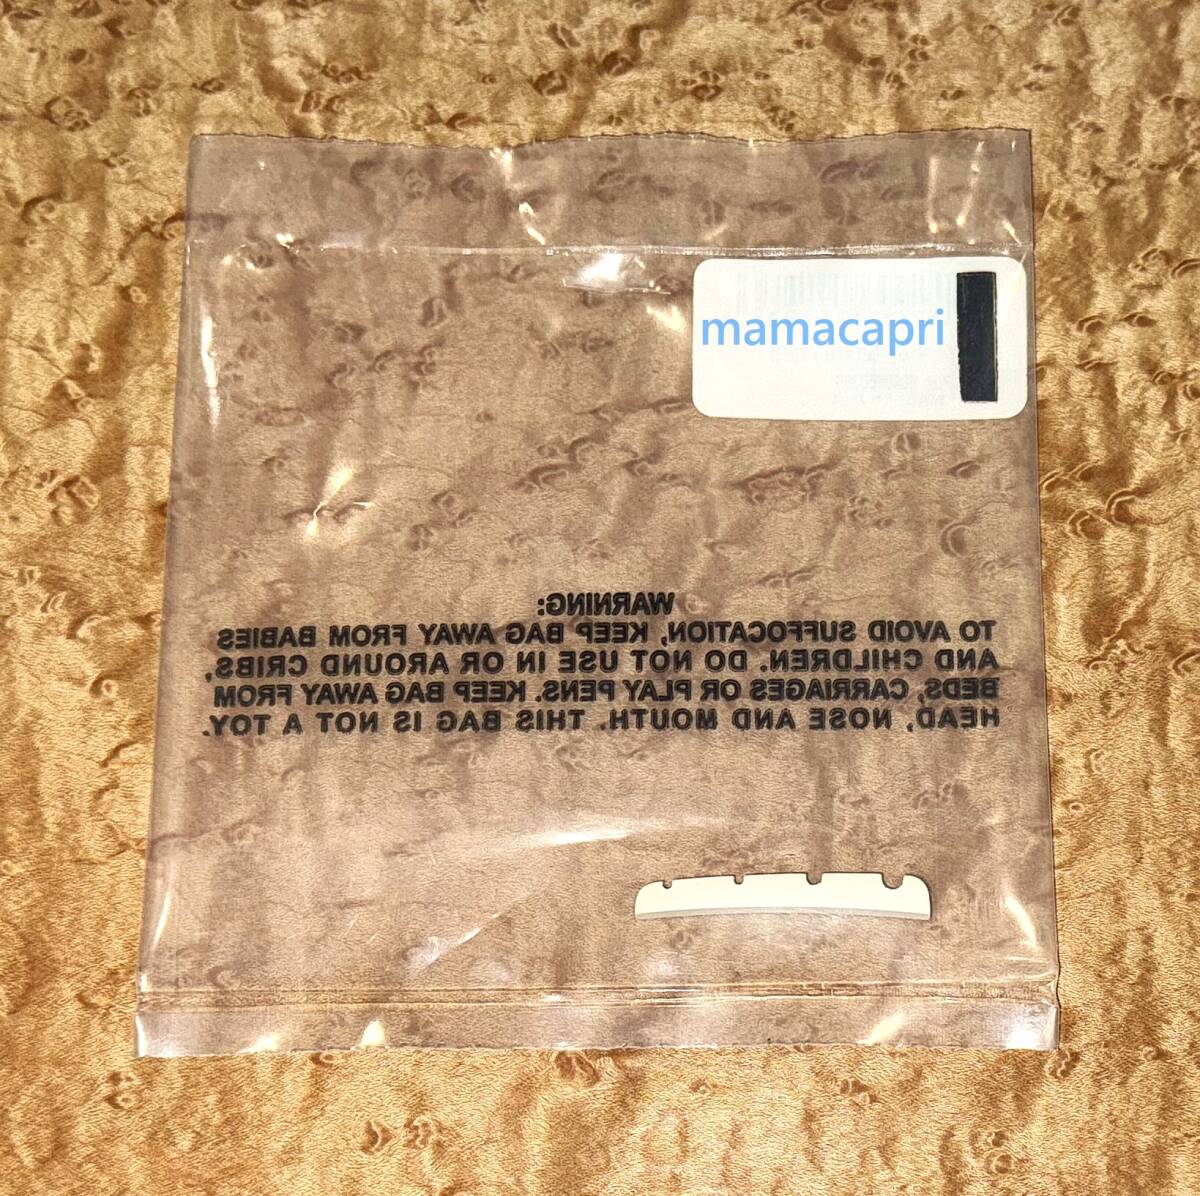 mamacapri
WARNING:
TO AVOID SUFFOCATION, KEEP BAG AWAY FROM BABIES
AND CHILDREN. DO NOT USE IN OR AROUND CRIBS,
BEDS, CARRIAGES OR PLAY PENS. KEEP BAG AWAY FROM
HEAD, NOSE AND MOUTH. THIS BAG IS NOT A TOY.